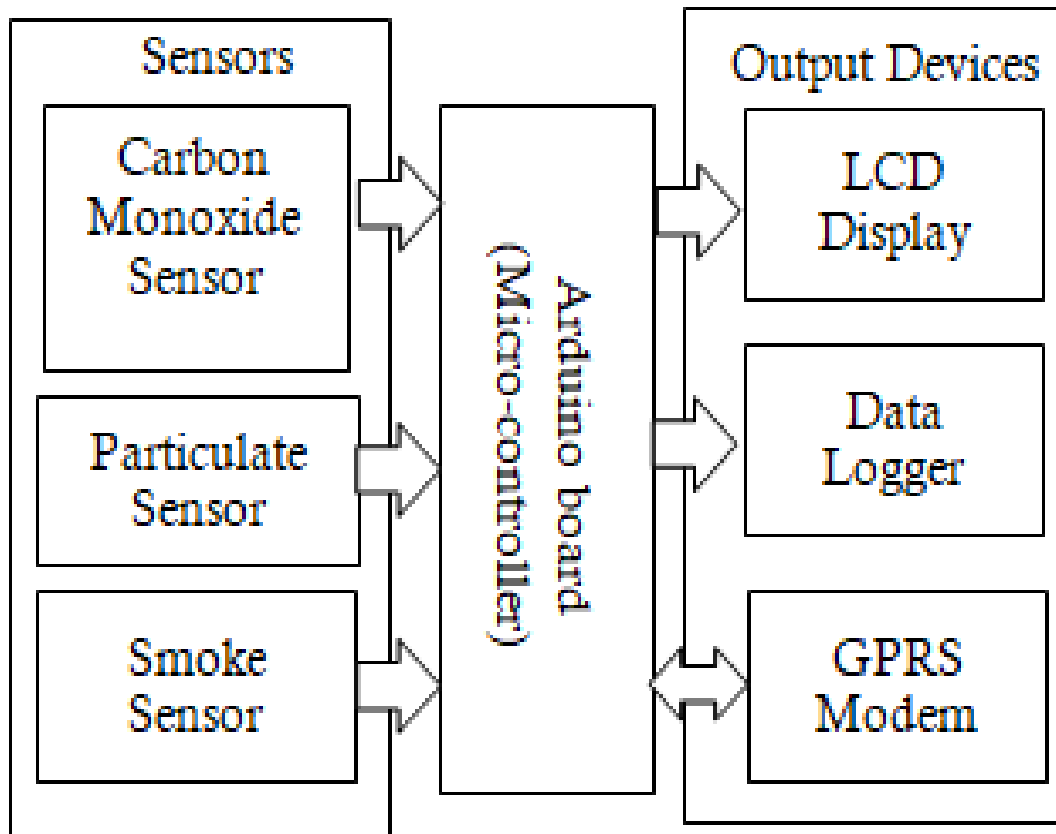 Sensors
Carbon
Monoxide
Sensor
Particulate
Sensor
Smoke
Sensor
Arduino board
(Micro-controller)
Output Devices
LCD
Display
Data
Logger
GPRS
Modem